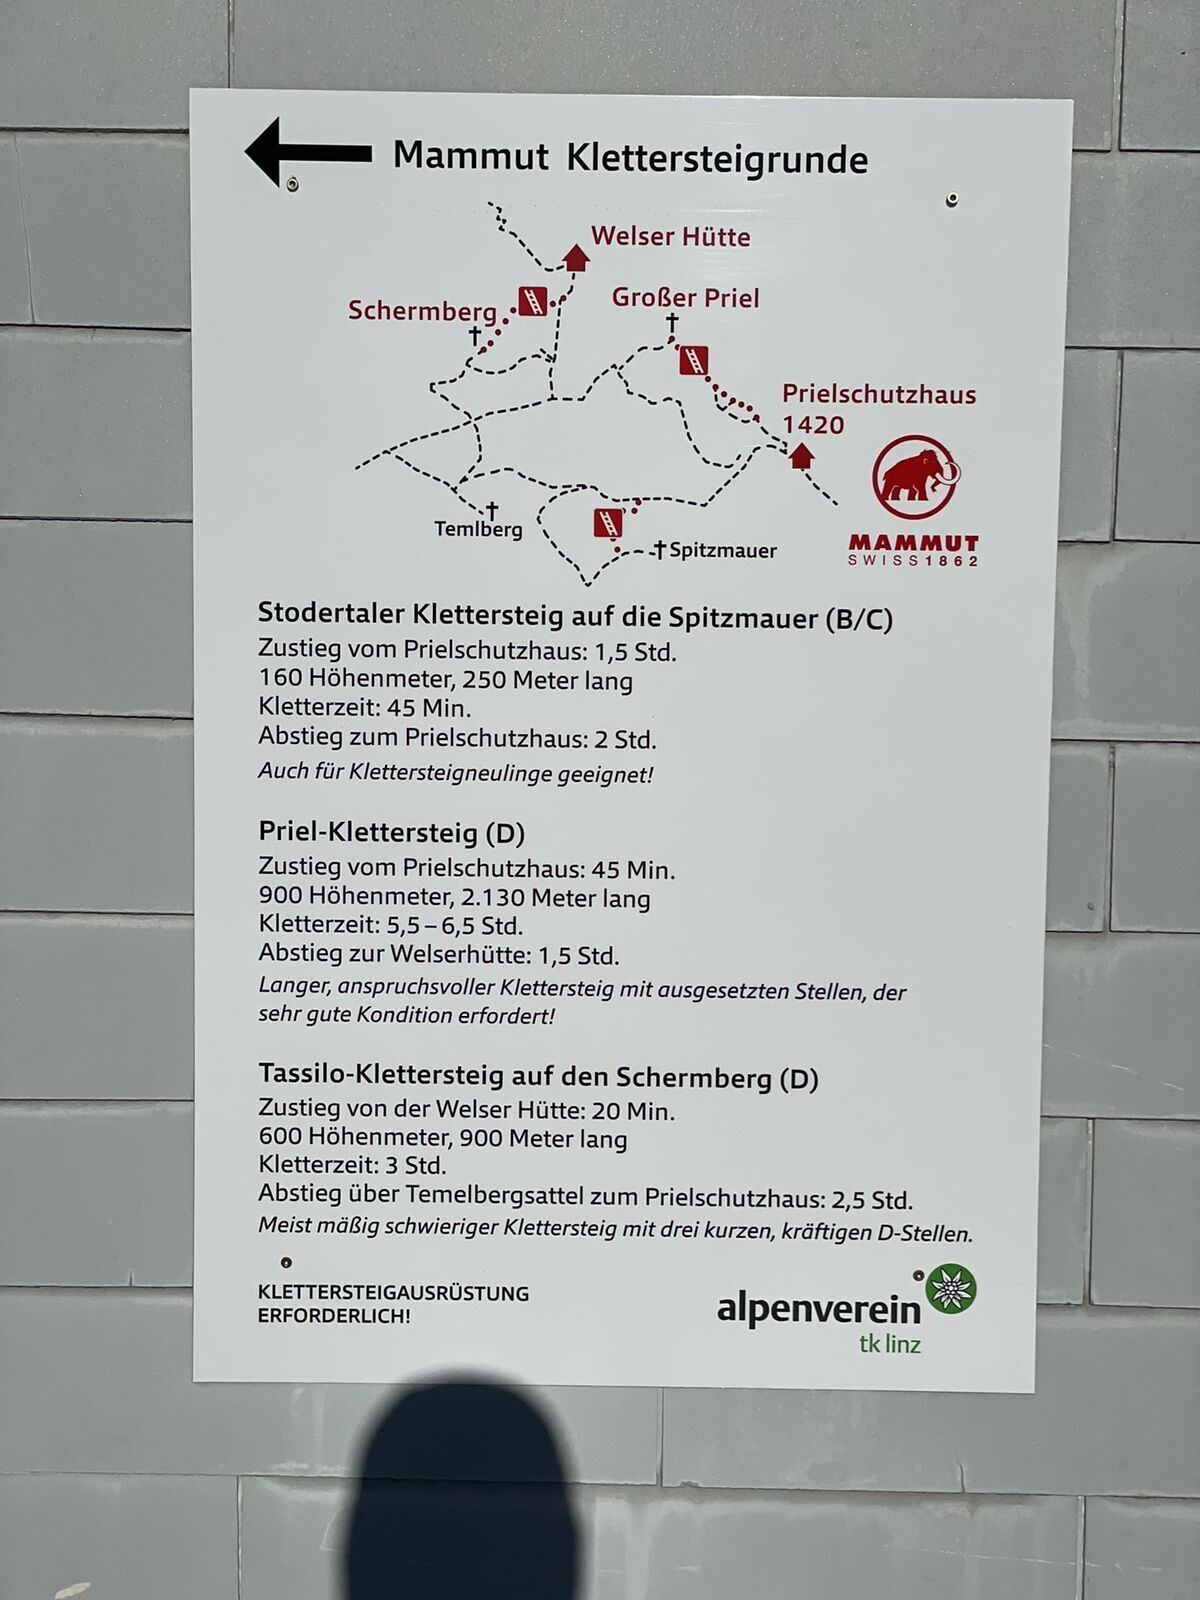 Mammut Klettersteigrunde
Welser Hütte
Großer Priel
Schermberg
Prielschutzhaus
1420
Temlberg
Spitzmauer
MAMMUT
SWISS 1862
Stodertaler Klettersteig auf die Spitzmauer (B/C)
Zustieg vom Prielschutzhaus: 1,5 Std.
160 Höhenmeter, 250 Meter lang
Kletterzeit: 45 Min.
Abstieg zum Prielschutzhaus: 2 Std.
Auch für Klettersteigneulinge geeignet!
Priel-Klettersteig (D)
Zustieg vom Prielschutzhaus: 45 Min.
900 Höhenmeter, 2.130 Meter lang
Kletterzeit: 5,5 – 6,5 Std.
Abstieg zur Welserhütte: 1,5 Std.
Langer, anspruchsvoller Klettersteig mit ausgesetzten Stellen, der
sehr gute Kondition erfordert!
Tassilo-Klettersteig auf den Schermberg (D)
Zustieg von der Welser Hütte: 20 Min.
600 Höhenmeter, 900 Meter lang
Kletterzeit: 3 Std.
Abstieg über Temelbergsattel zum Prielschutzhaus: 2,5 Std.
Meist mäßig schwieriger Klettersteig mit drei kurzen, kräftigen D-Stellen.
KLETTERSTEIGAUSRÜSTUNG
ERFORDERLICH!
alpenverein
tk linz